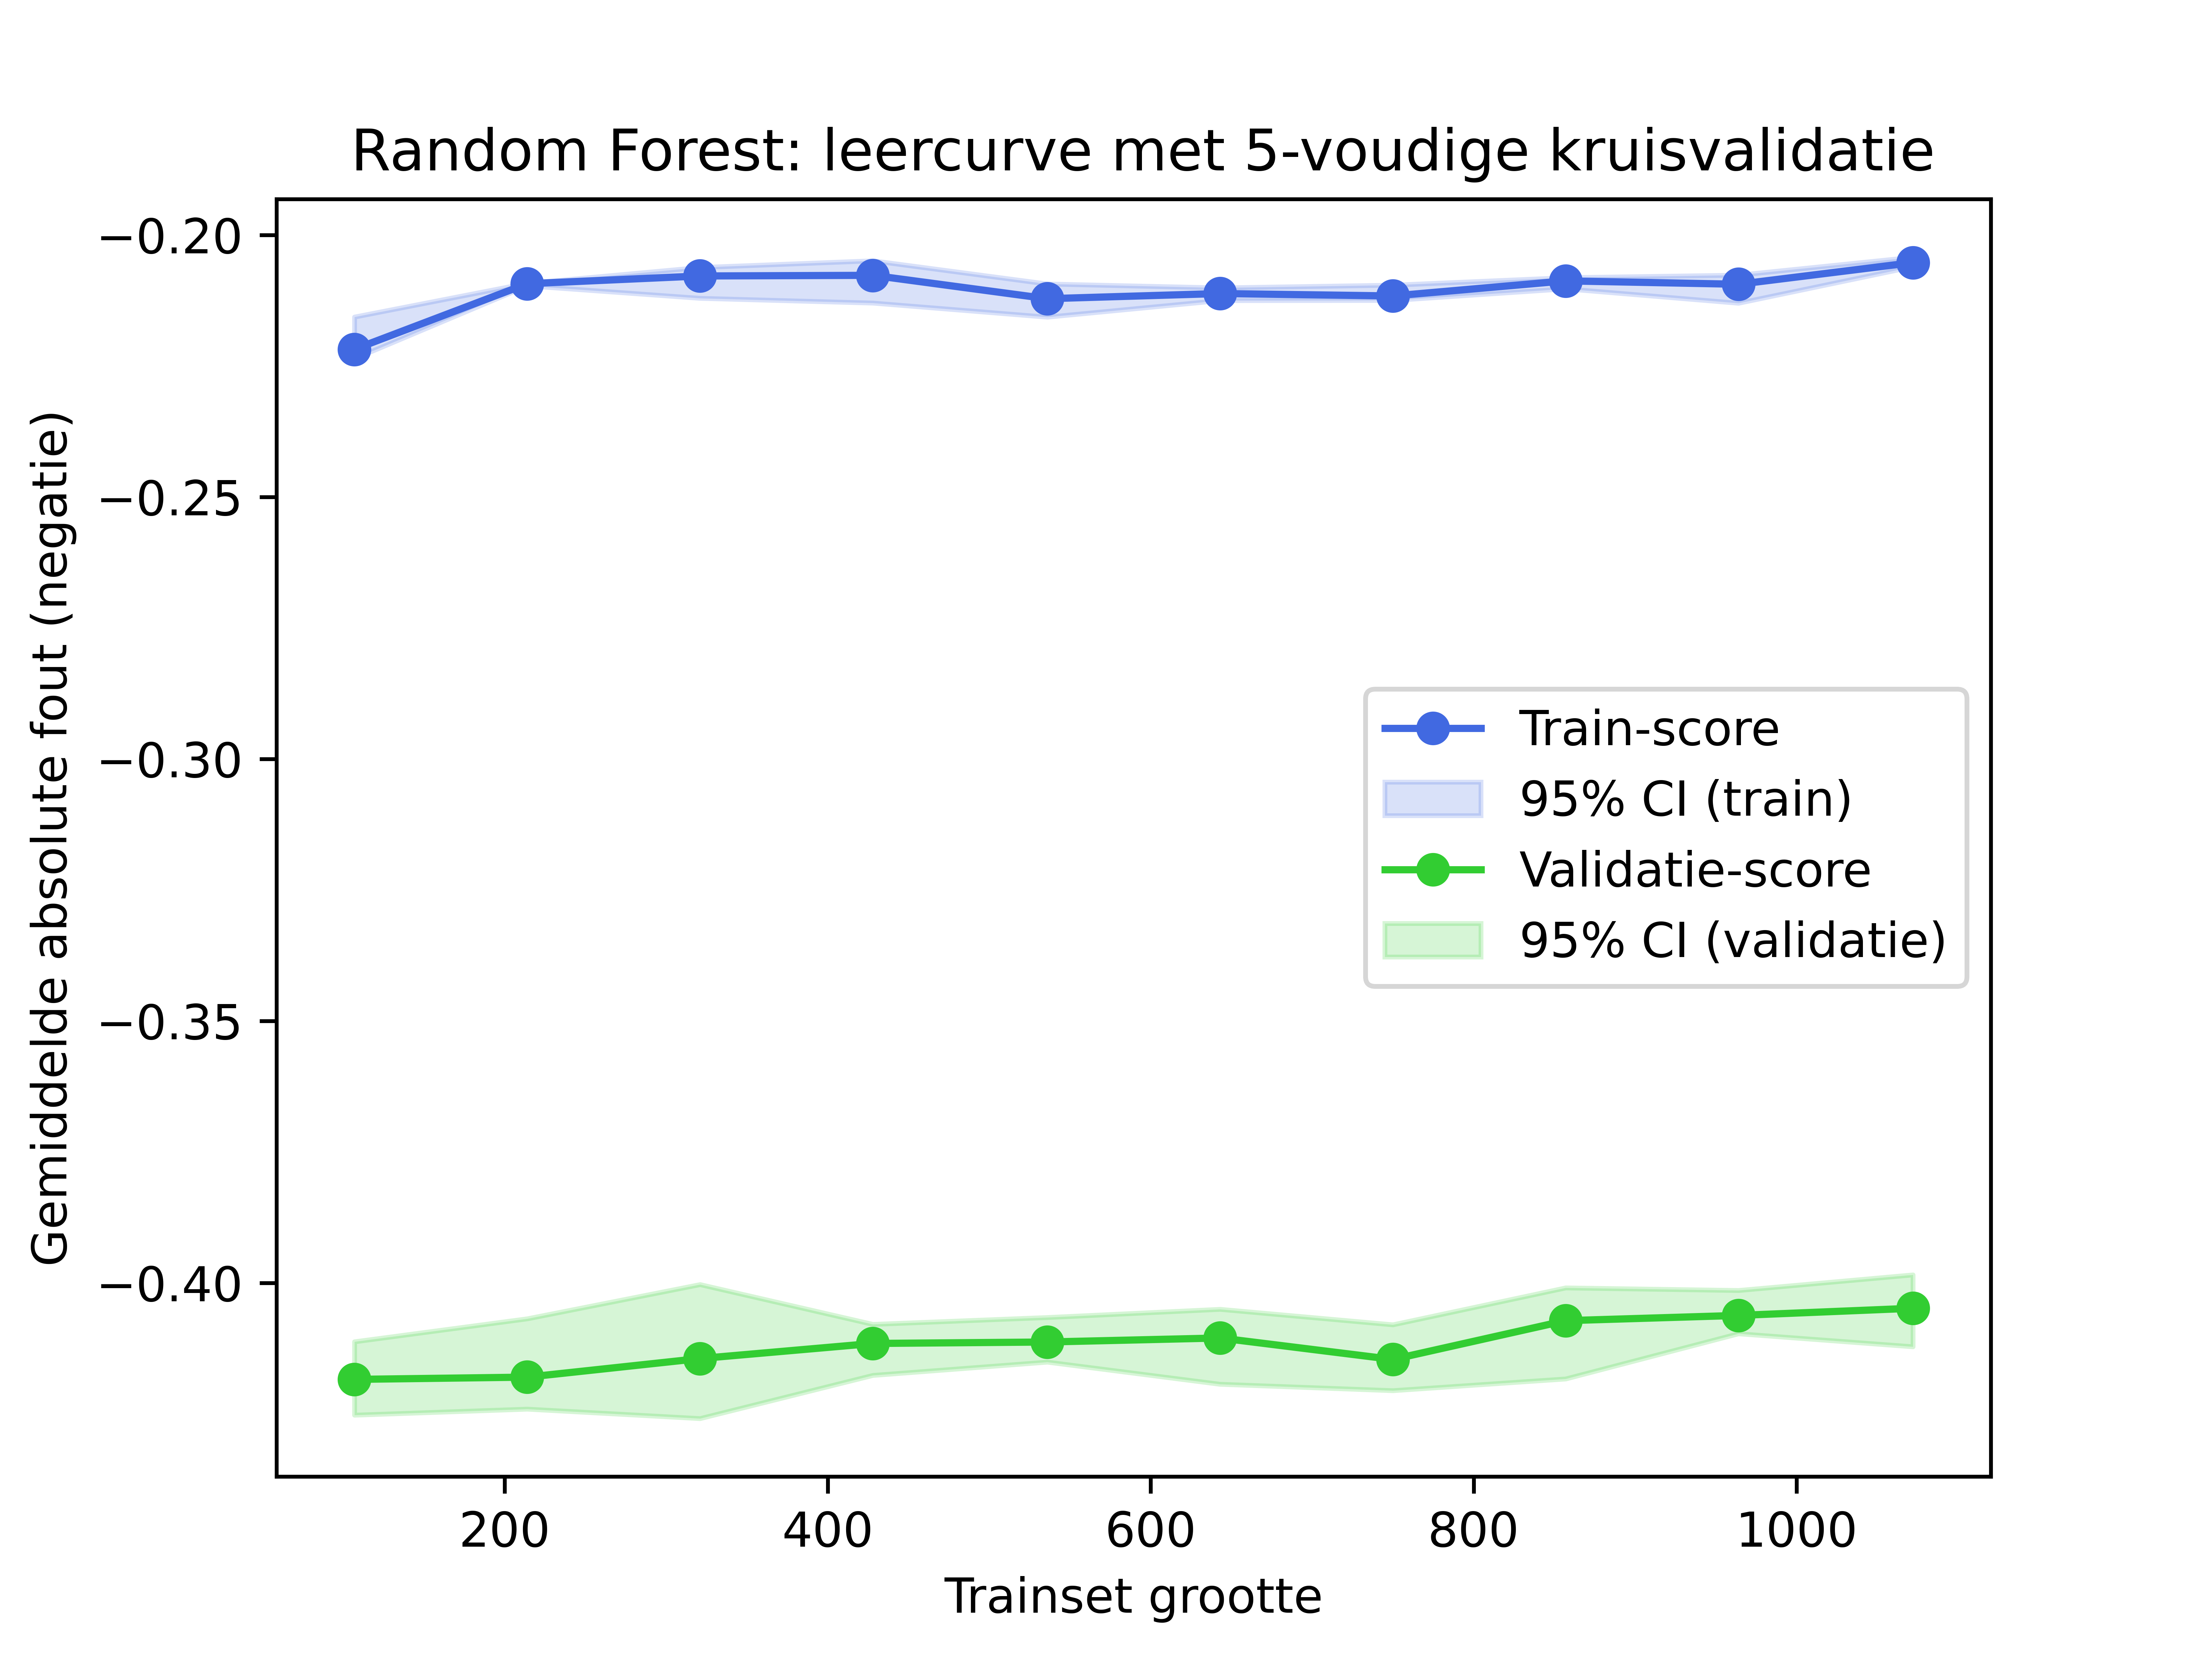 Random Forest: leercurve met 5-voudige kruisvalidatie
Gemiddelde absolute fout (negatie)
−0.20
−0.25
−0.30
−0.35
−0.40
Train-score
95% CI (train)
Validatie-score
95% CI (validatie)
200 400 600 800 1000
Trainset grootte